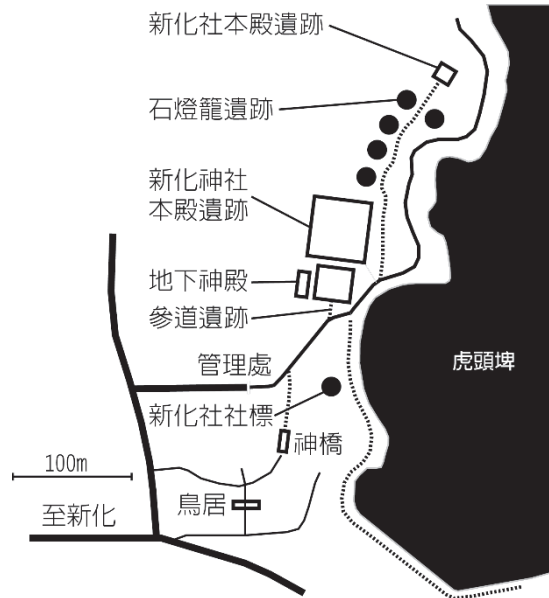 新化社本殿遺跡
石燈籠遺跡
新化神社
本殿遺跡
地下神殿
參道遺跡
管理處
虎頭埤
新化社社標
神橋
100m
鳥居
至新化